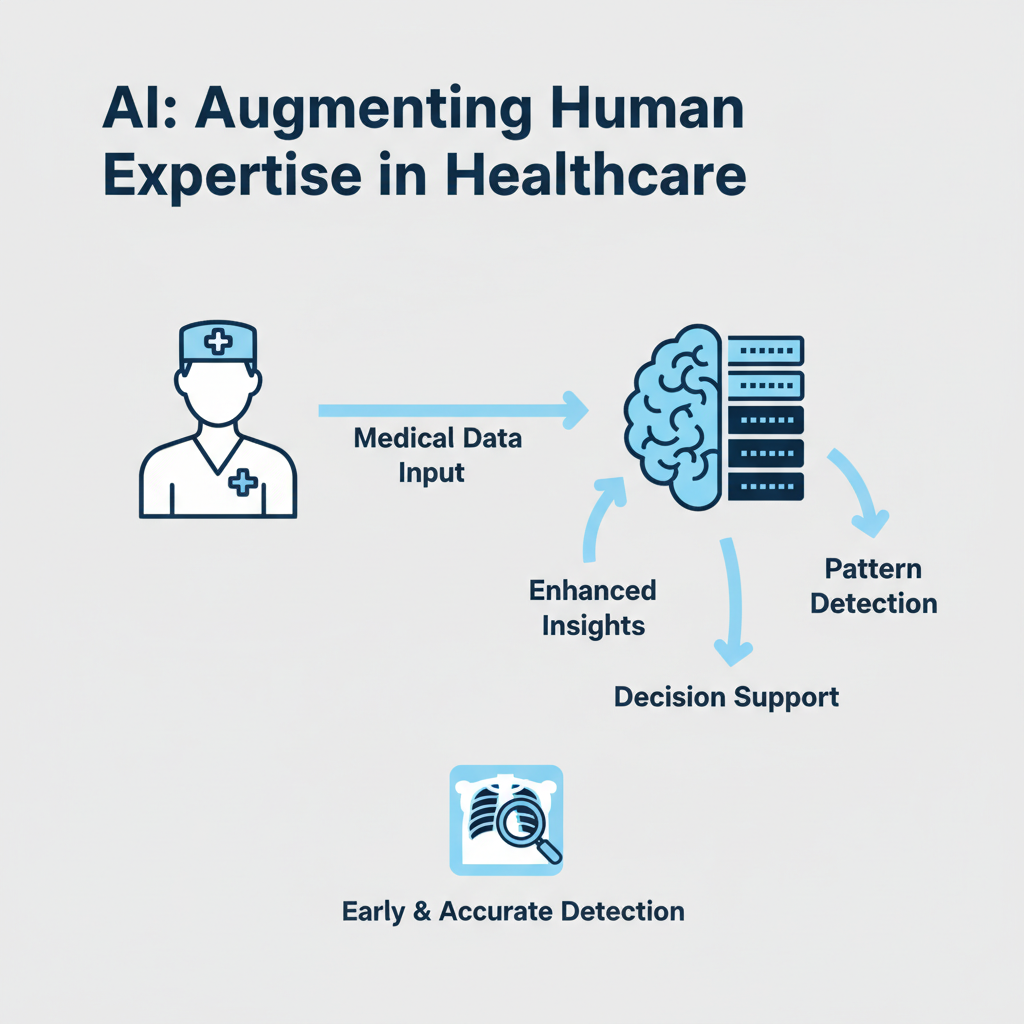 AI: Augmenting Human
Expertise in Healthcare
Medical Data
Input
Enhanced
Insights
Pattern
Detection
Decision Support
Early & Accurate Detection